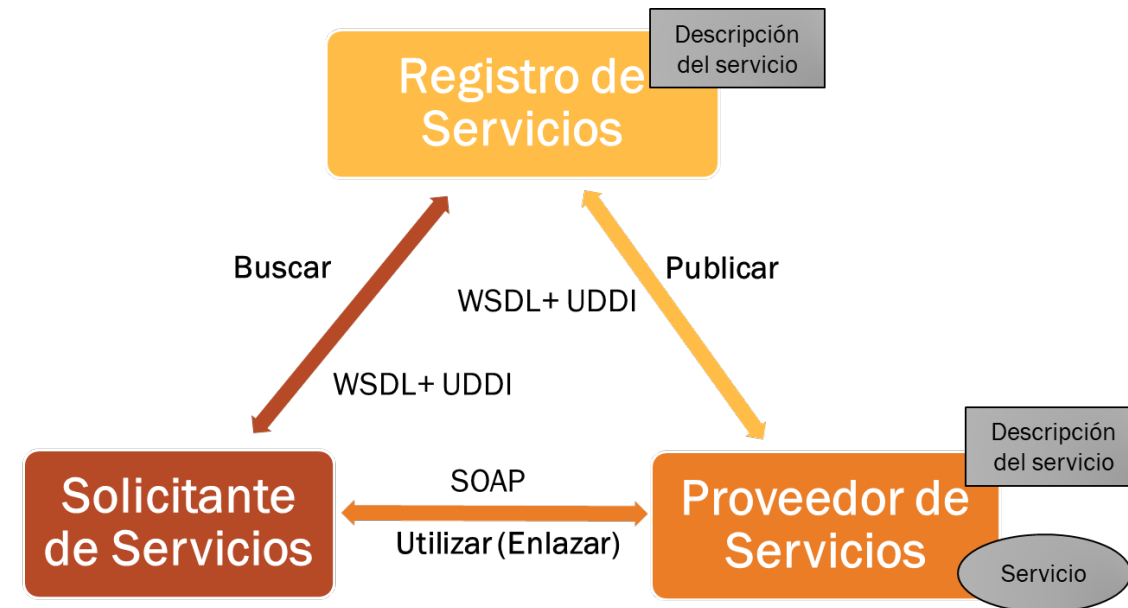 Descripción
del servicio
Registro de
Servicios
Buscar
Publicar
WSDL+ UDDI
WSDL+ UDDI
Descripción
del servicio
Solicitante
de Servicios
SOAP
Utilizar (Enlazar)
Proveedor de
Servicios
Servicio